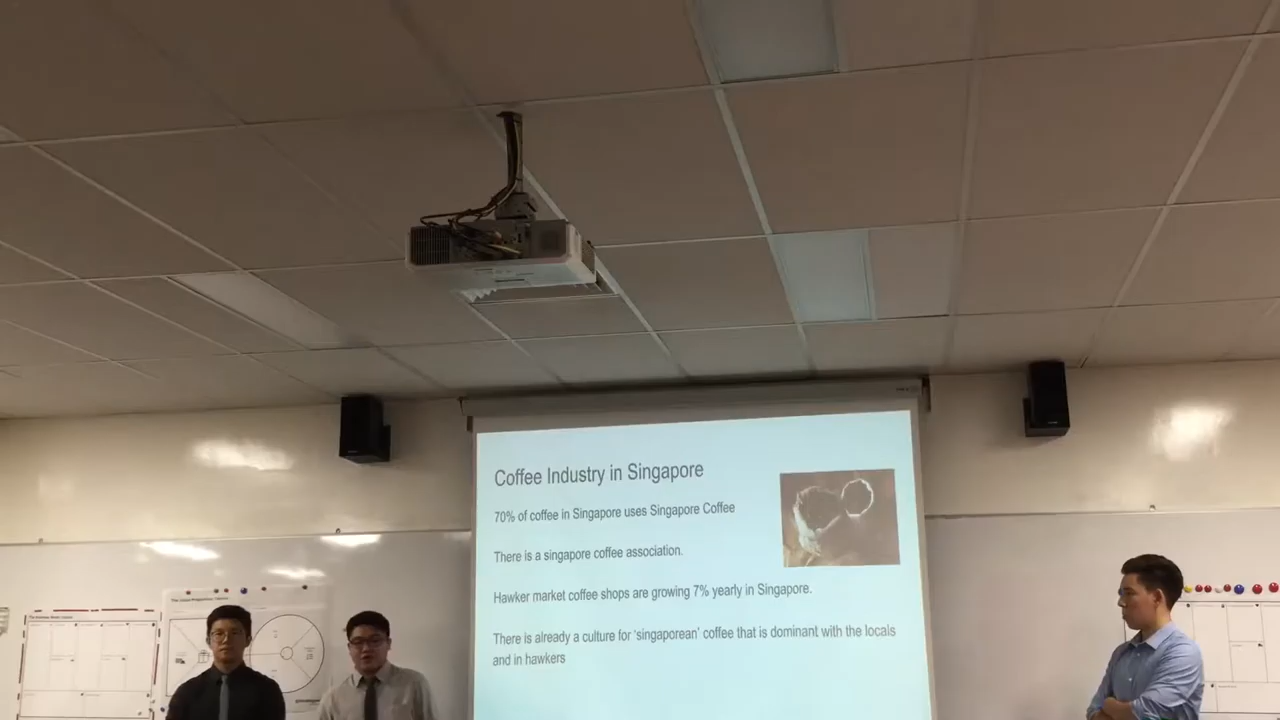 Coffee Industry in Singapore
70% of coffee in Singapore uses Singapore Coffee
There is a singapore coffee association.
Hawker market coffee shops are growing 7% yearly in Singapore.
There is already a culture for 'singaporean' coffee that is dominant with the locals
and in hawkers